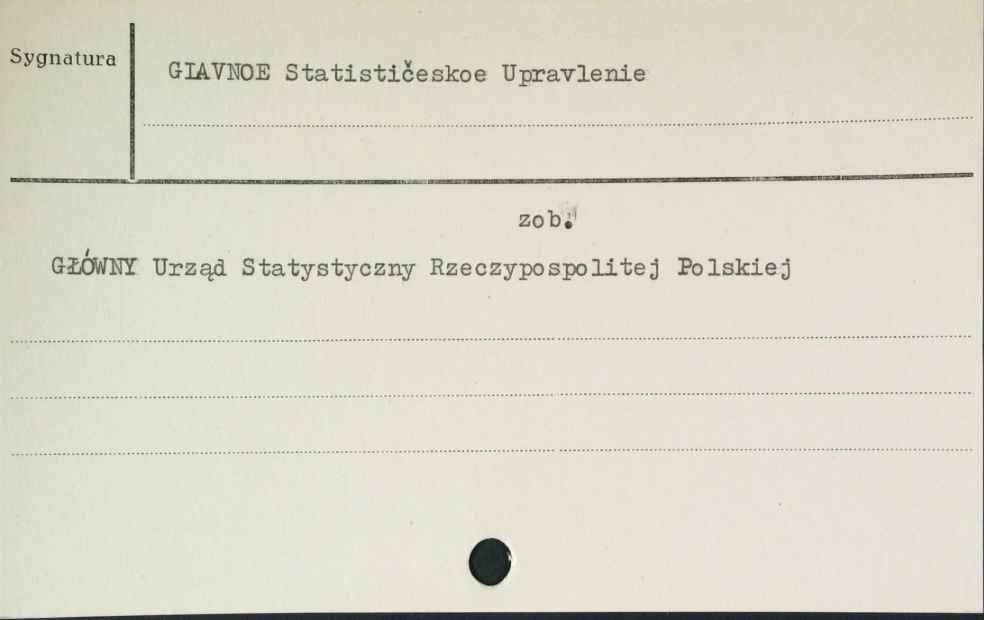 Sygnatura
GIAVNOE Statističeskoe Upravlenie
zob.
GŁÓWNY Urząd Statystyczny Rzeczypospolitej Polskiej